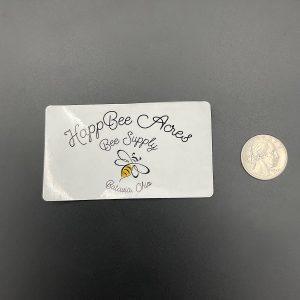 HappBee Acres
Bee Supply
Batavia, Ohio